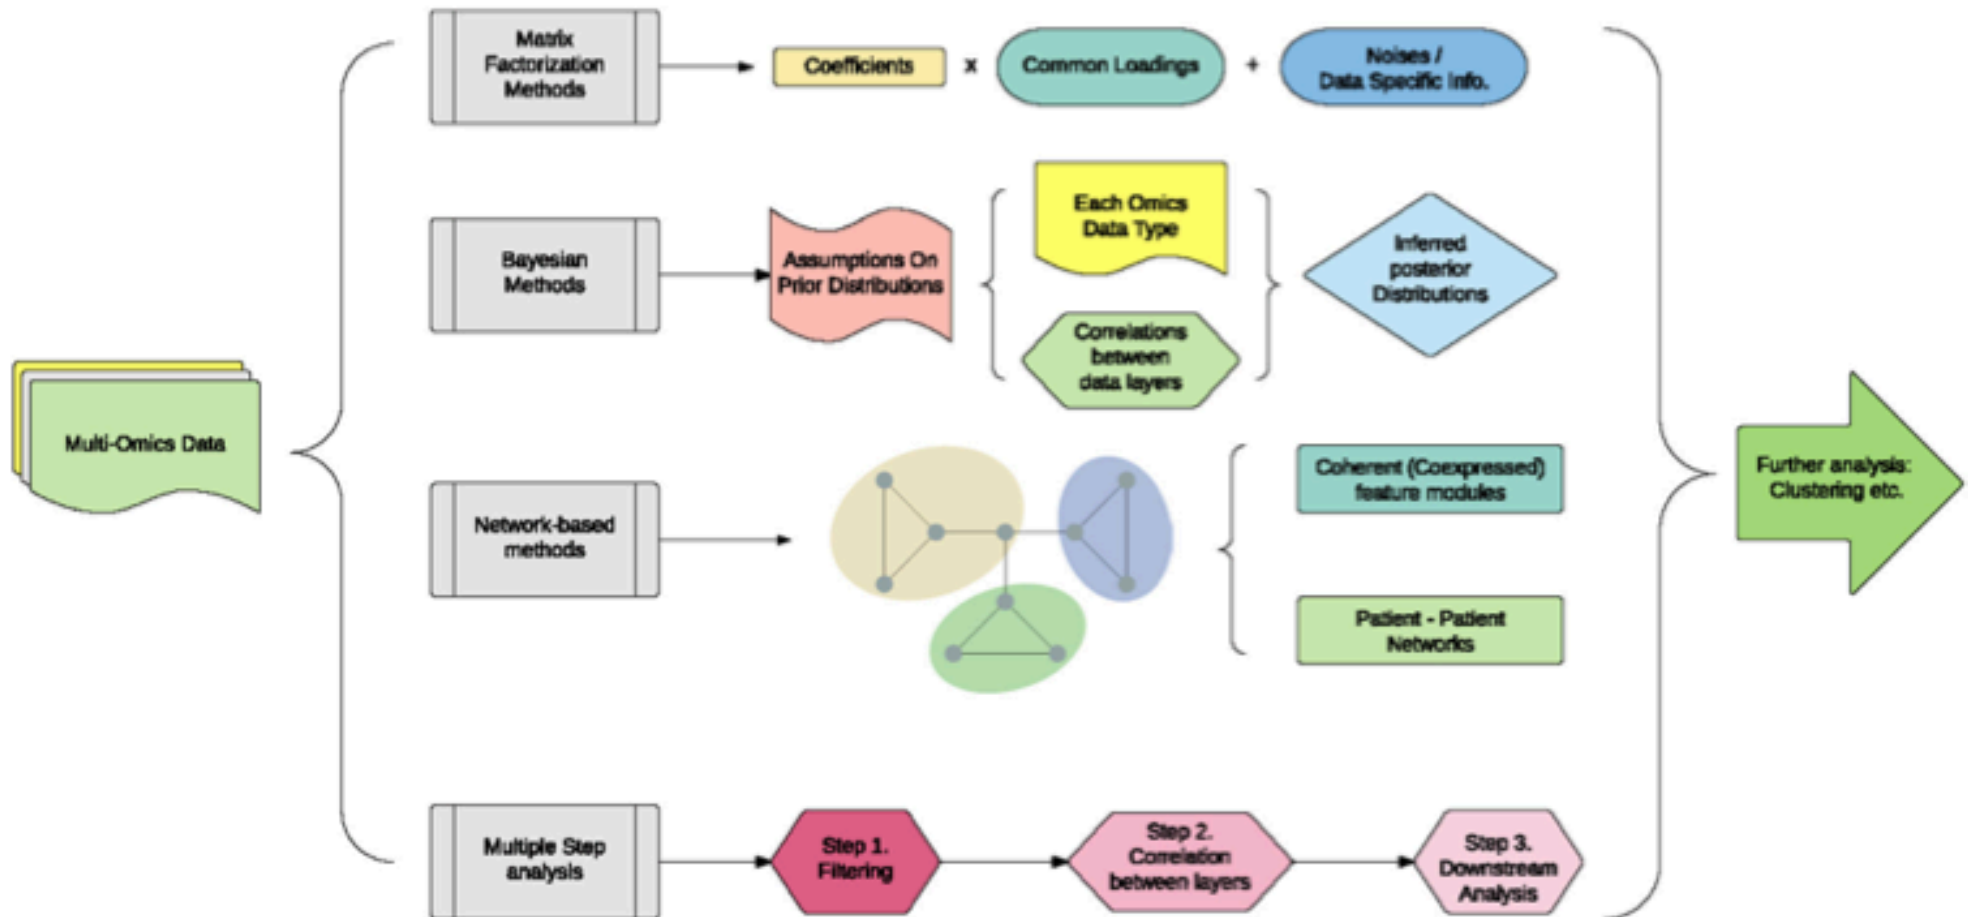 Multi-Omics Data
Matrix
Factorization
Methods
Coefficients
x
Common Loadings
+
Noises /
Data Specific Info.
Bayesian
Methods
Assumptions On
Prior Distributions
Each Omics
Data Type
Correlations
between
data layers
Inferred
posterior
Distributions
Network-based
methods
Coherent (Coexpressed)
feature modules
Patient - Patient
Networks
Multiple Step
analysis
Step 1.
Filtering
Step 2.
Correlation
between layers
Step 3.
Downstream
Analysis
Further analysis:
Clustering etc.